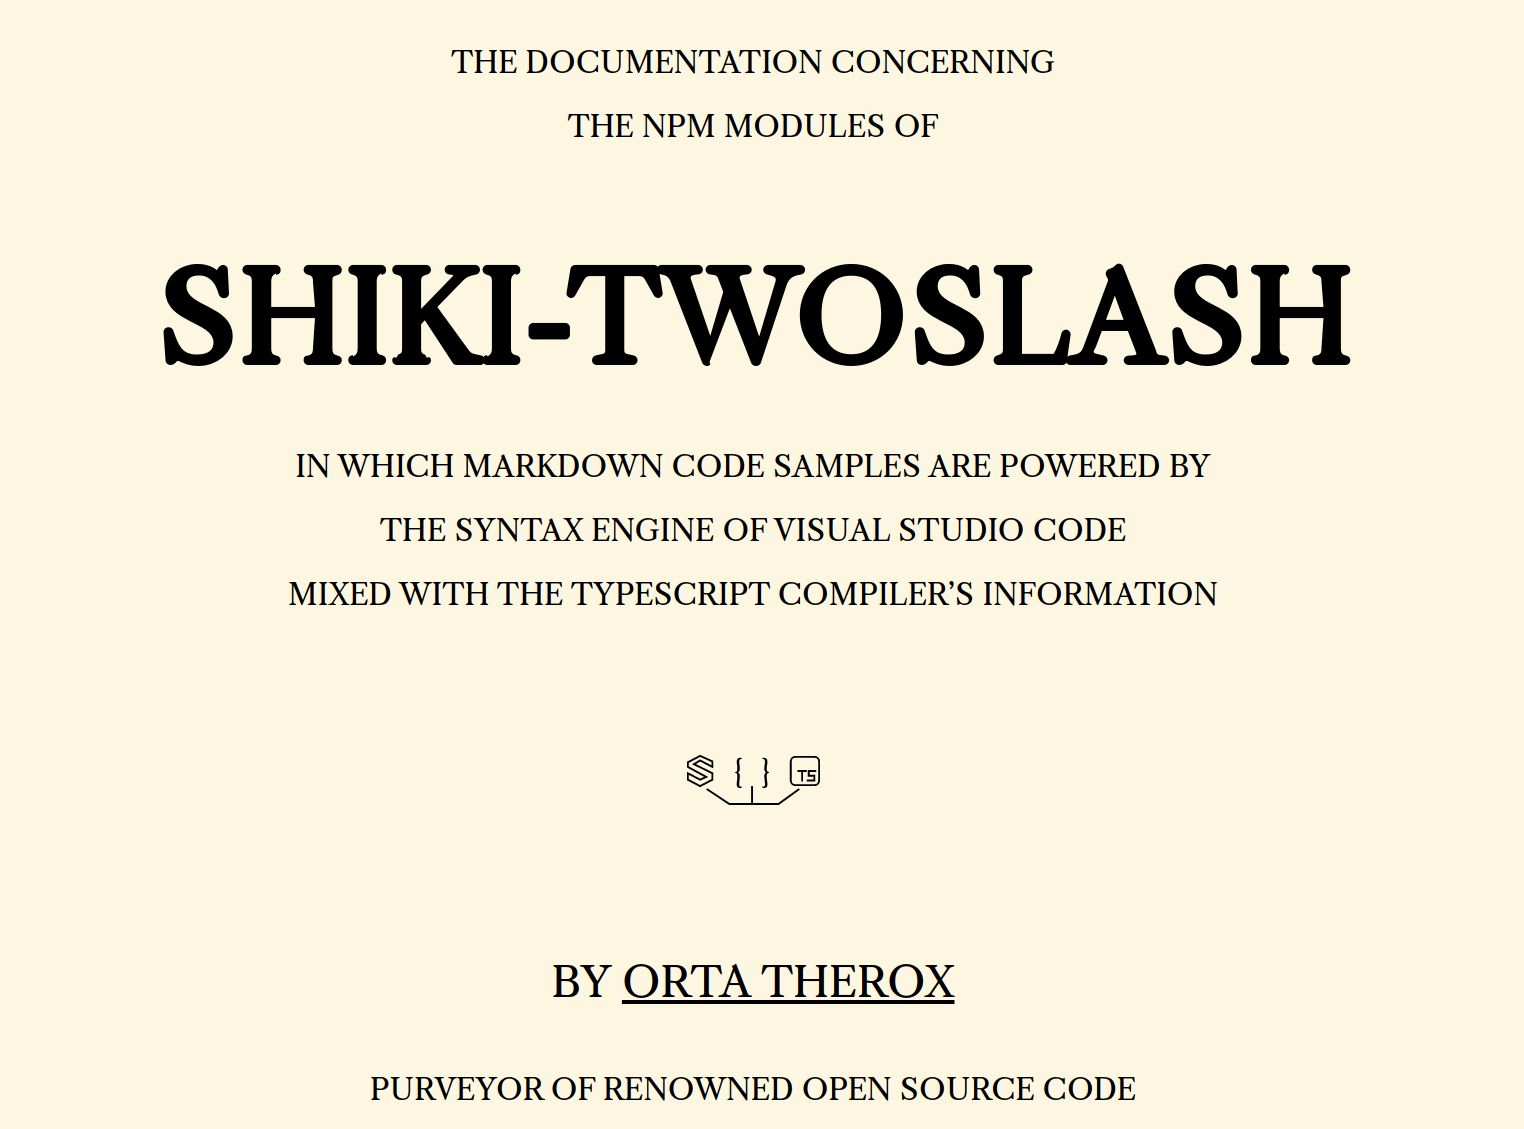 THE DOCUMENTATION CONCERNING
THE NPM MODULES OF
SHIKI-TWOSLASH
IN WHICH MARKDOWN CODE SAMPLES ARE POWERED BY
THE SYNTAX ENGINE OF VISUAL STUDIO CODE
MIXED WITH THE TYPESCRIPT COMPILER’S INFORMATION
{ } TS
BY ORTA THEROX
PURVEYOR OF RENOWNED OPEN SOURCE CODE